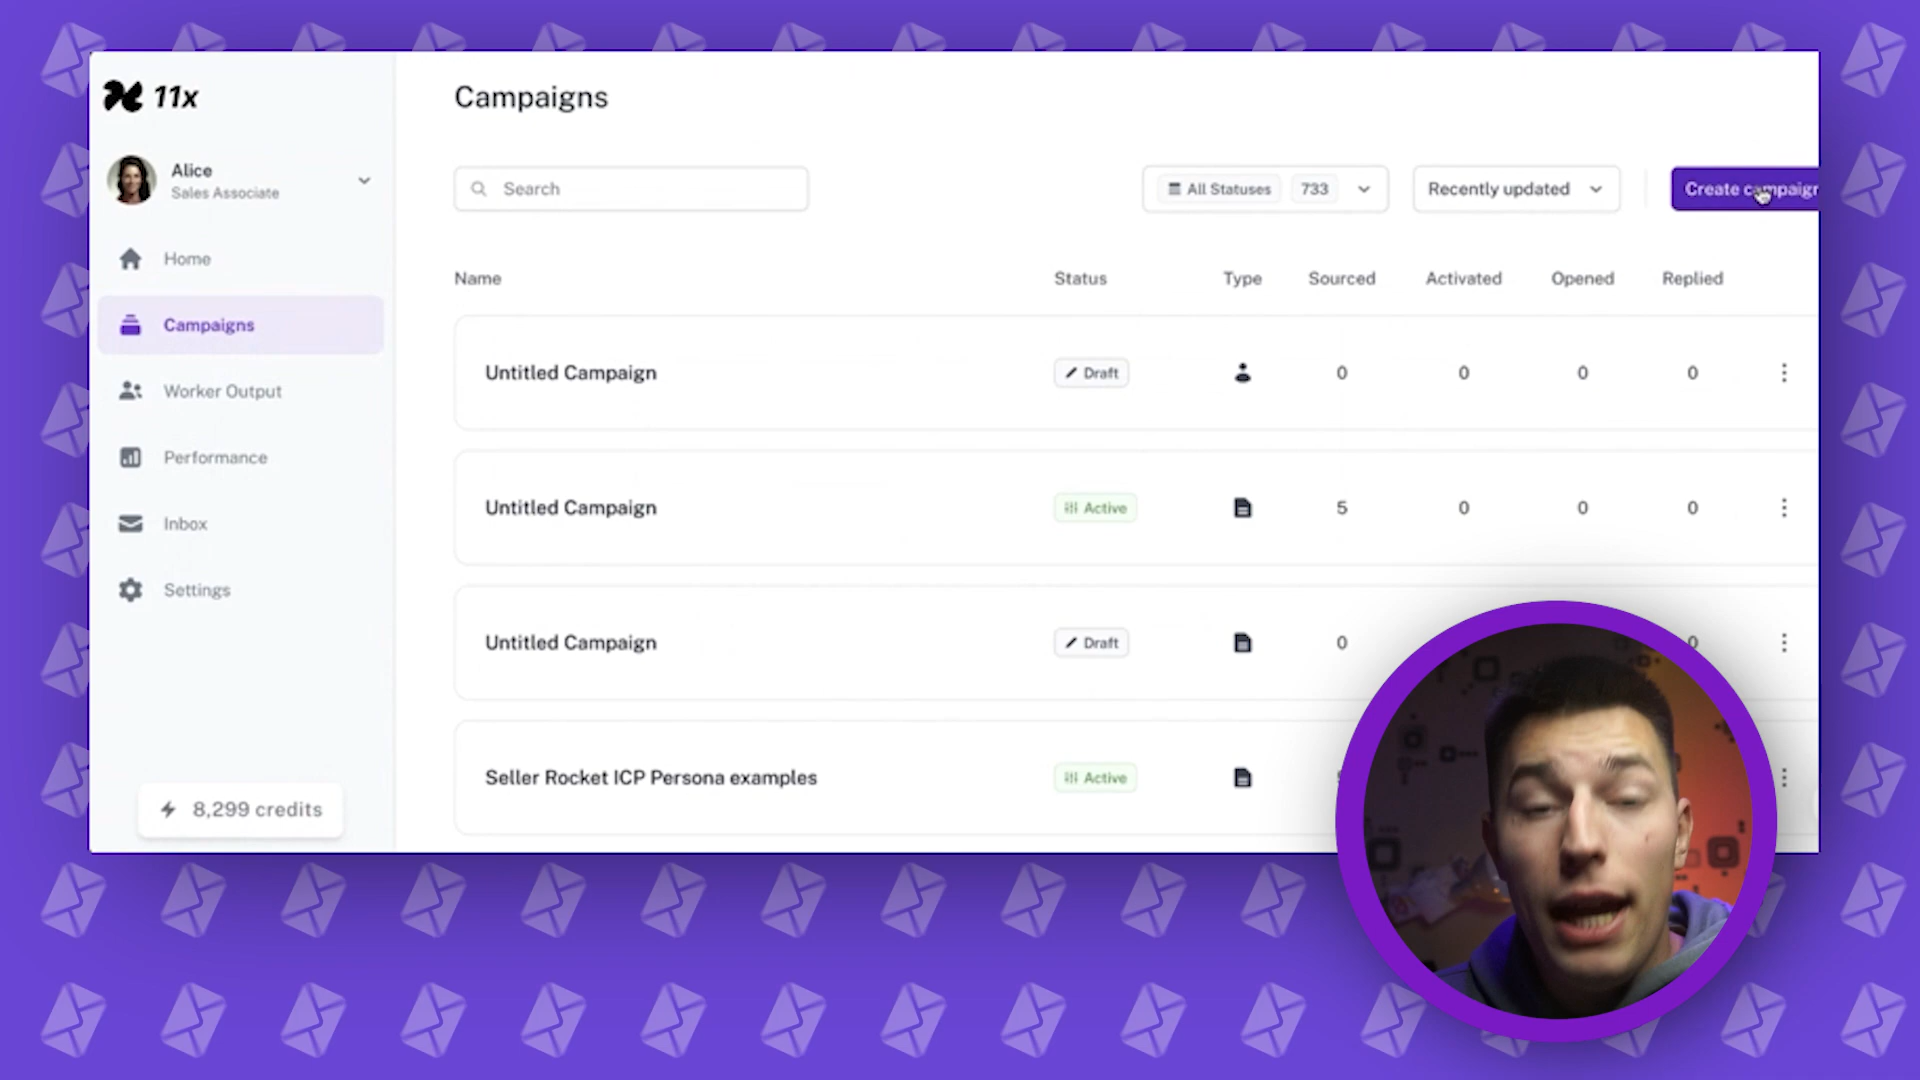 11x
Alice
Sales Associate
Home
Campaigns
Worker Output
Performance
Inbox
Settings
8,299 credits
Campaigns
Search
All Statuses 733
Recently updated
Create campaign
Name Status Type Sourced Activated Opened Replied
Untitled Campaign Draft 0 0 0 0
Untitled Campaign Active 5 0 0 0
Untitled Campaign Draft 0 0
Seller Rocket ICP Persona examples Active